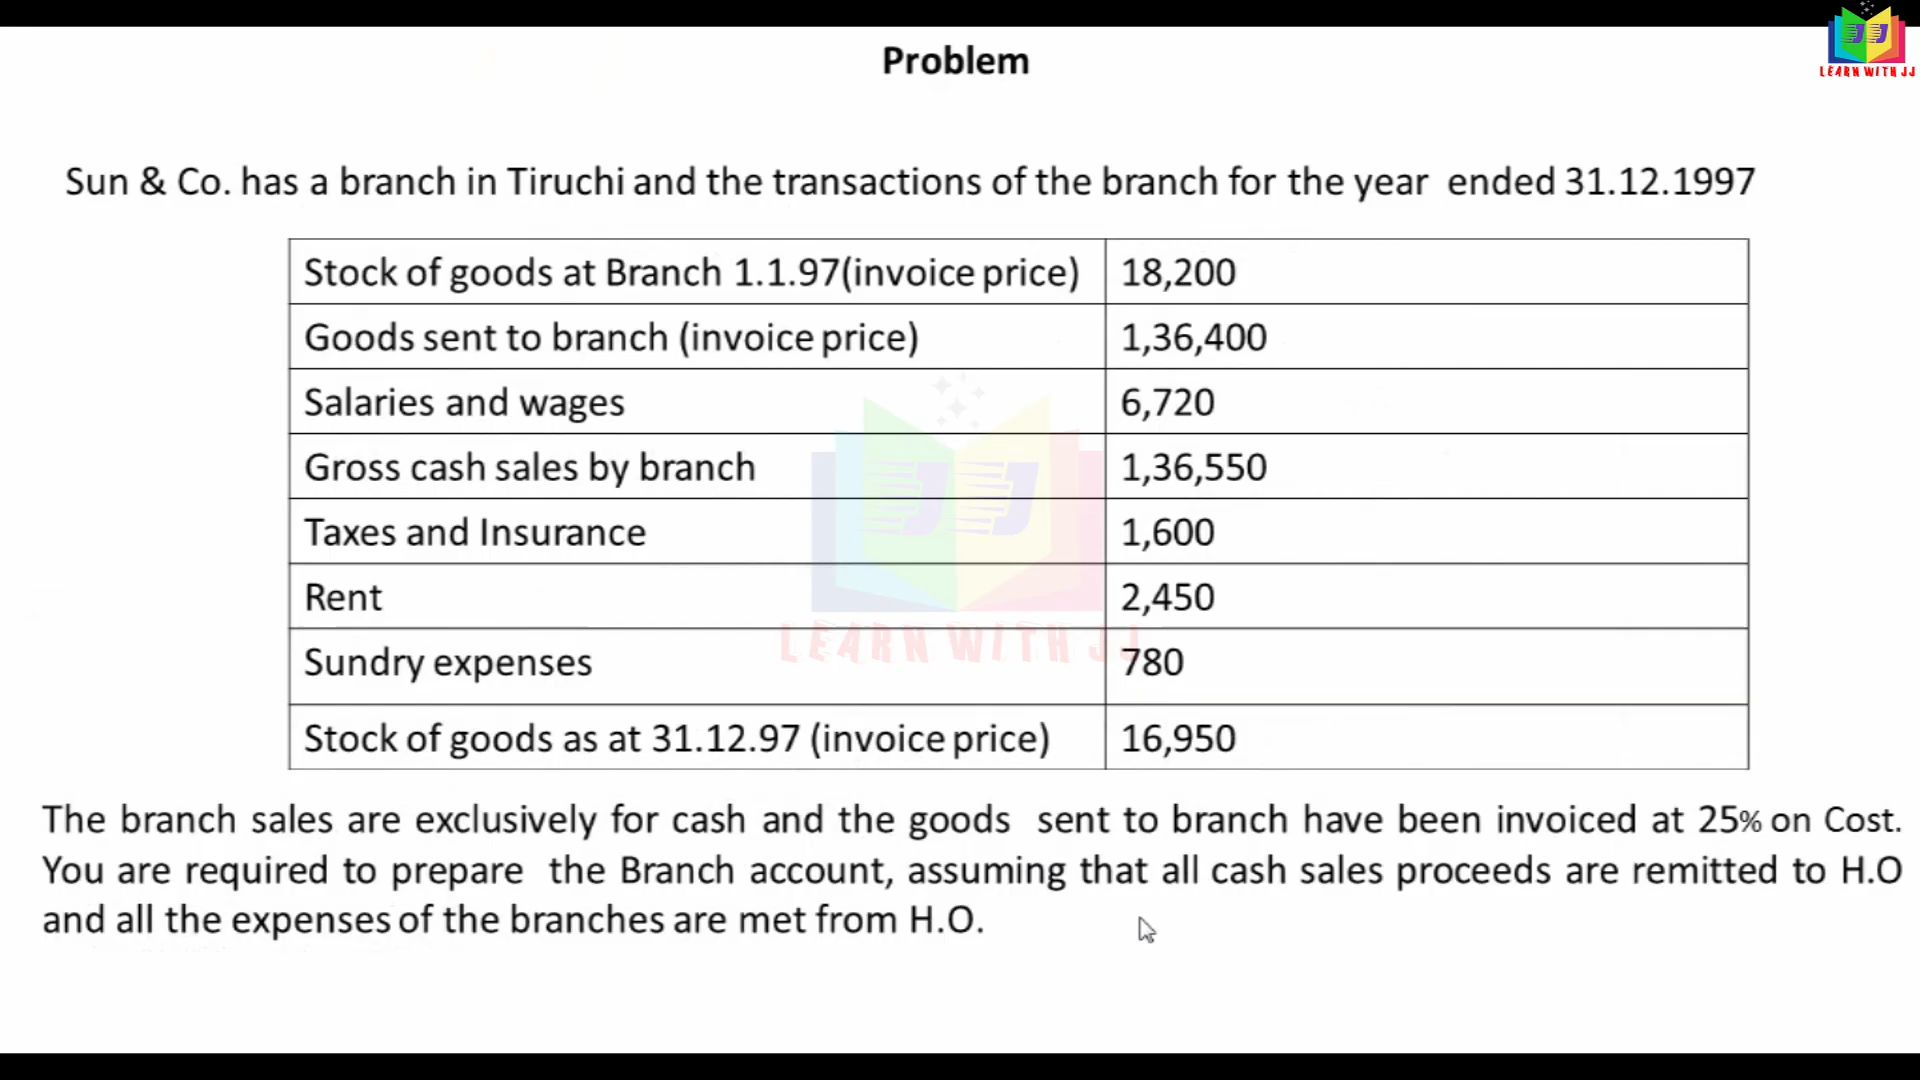 Problem
LEARN WITH JJ
Sun & Co. has a branch in Tiruchi and the transactions of the branch for the year ended 31.12.1997
Stock of goods at Branch 1.1.97(invoice price) 18,200
Goods sent to branch (invoice price) 1,36,400
Salaries and wages 6,720
Gross cash sales by branch 1,36,550
Taxes and Insurance 1,600
Rent 2,450
LEARN WITH JJ
Sundry expenses 780
Stock of goods as at 31.12.97 (invoice price) 16,950
The branch sales are exclusively for cash and the goods sent to branch have been invoiced at 25% on Cost.
You are required to prepare the Branch account, assuming that all cash sales proceeds are remitted to H.O
and all the expenses of the branches are met from H.O.